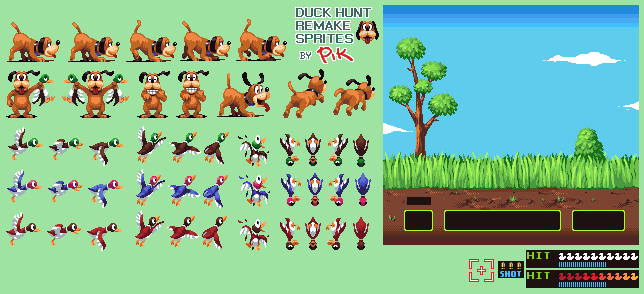 DUCK HUNT
REMAKE
SPRITES
BY PiK
SHOT
HIT
HIT